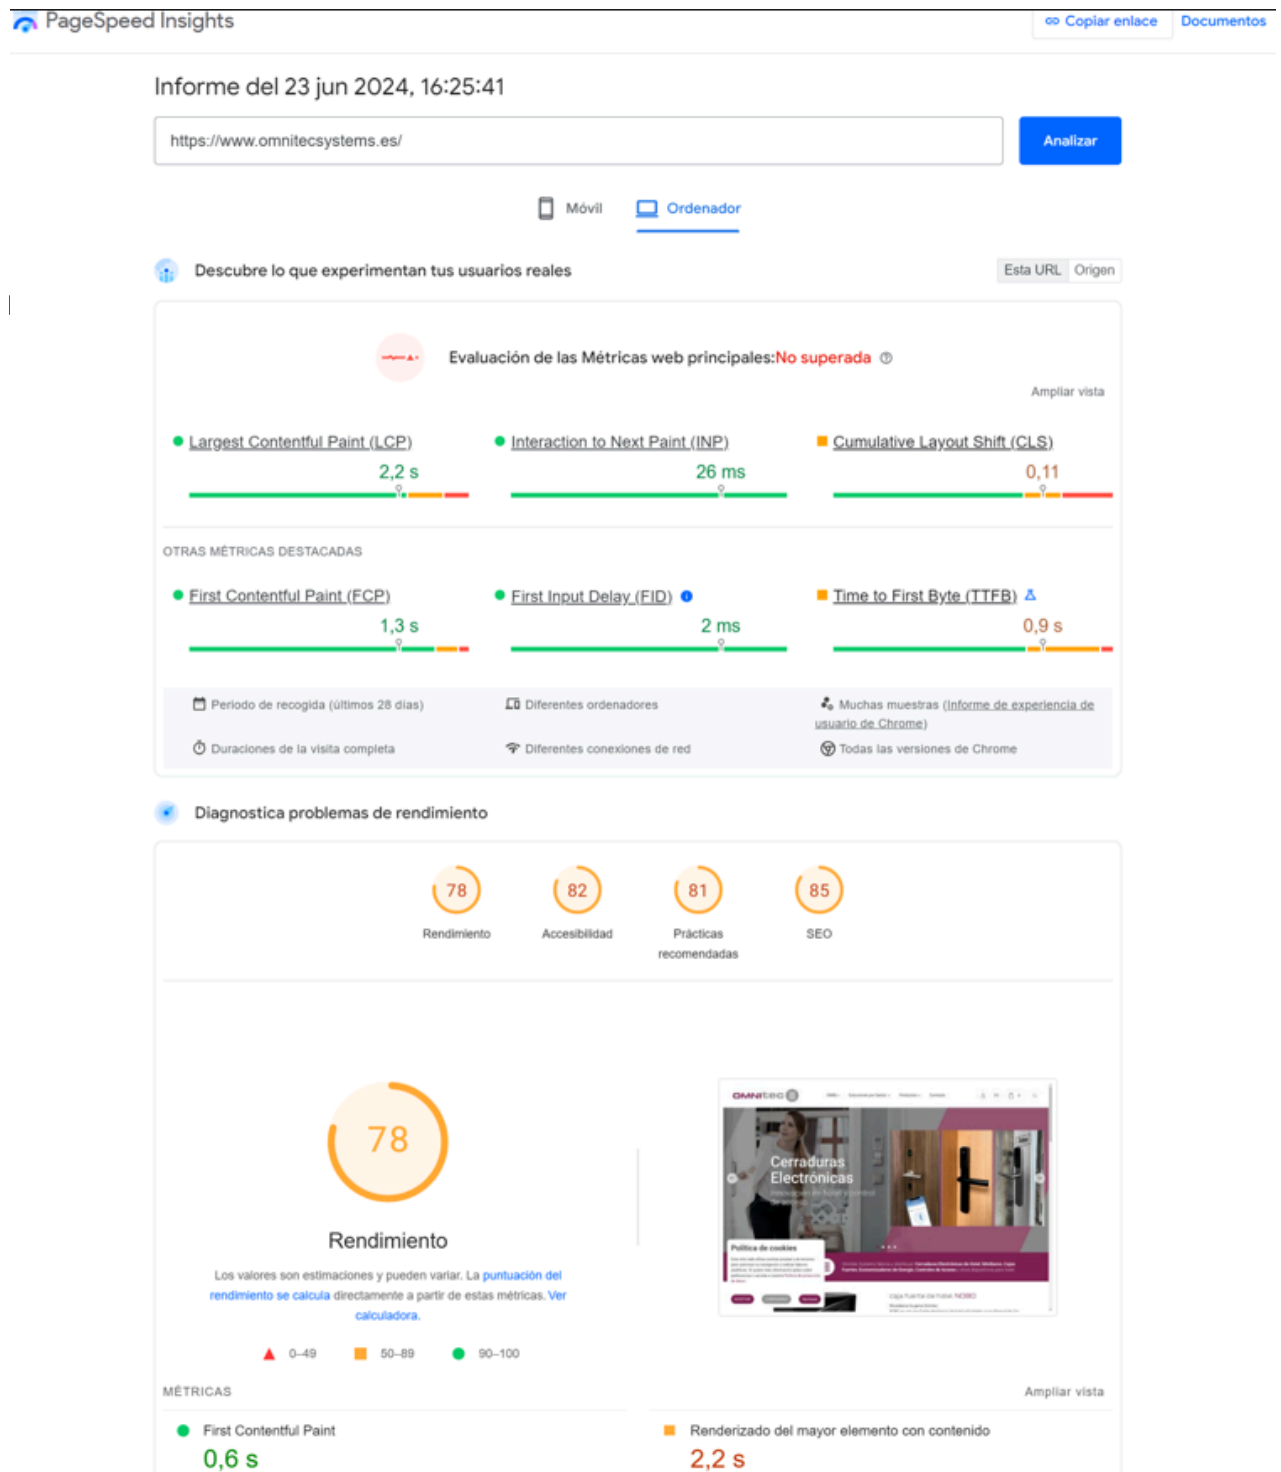 PageSpeed Insights
Copiar enlace
Documentos
Informe del 23 jun 2024, 16:25:41
https://www.omnitecsystems.es/
Analizar
Móvil
Ordenador
Descubre lo que experimentan tus usuarios reales
Esta URL
Origen
Evaluación de las Métricas web principales:No superada
Ampliar vista
Largest Contentful Paint (LCP)
2,2 s
Interaction to Next Paint (INP)
26 ms
Cumulative Layout Shift (CLS)
0,11
OTRAS MÉTRICAS DESTACADAS
First Contentful Paint (FCP)
1,3 s
First Input Delay (FID)
2 ms
Time to First Byte (TTFB)
0,9 s
Periodo de recogida (últimos 28 días)
Diferentes ordenadores
Muchas muestras (Informe de experiencia de
usuario de Chrome)
Duraciones de la visita completa
Diferentes conexiones de red
Todas las versiones de Chrome
Diagnostica problemas de rendimiento
78
Rendimiento
82
Accesibilidad
81
Prácticas
recomendadas
85
SEO
78
Rendimiento
Los valores son estimaciones y pueden variar. La puntuación del
rendimiento se calcula directamente a partir de estas métricas. Ver
calculadora.
0–49
50–89
90–100
OMNITEC
Cerraduras
Electrónicas
Política de cookies
caja fuerte de hotel NOBO
MÉTRICAS
Ampliar vista
First Contentful Paint
0,6 s
Renderizado del mayor elemento con contenido
2,2 s